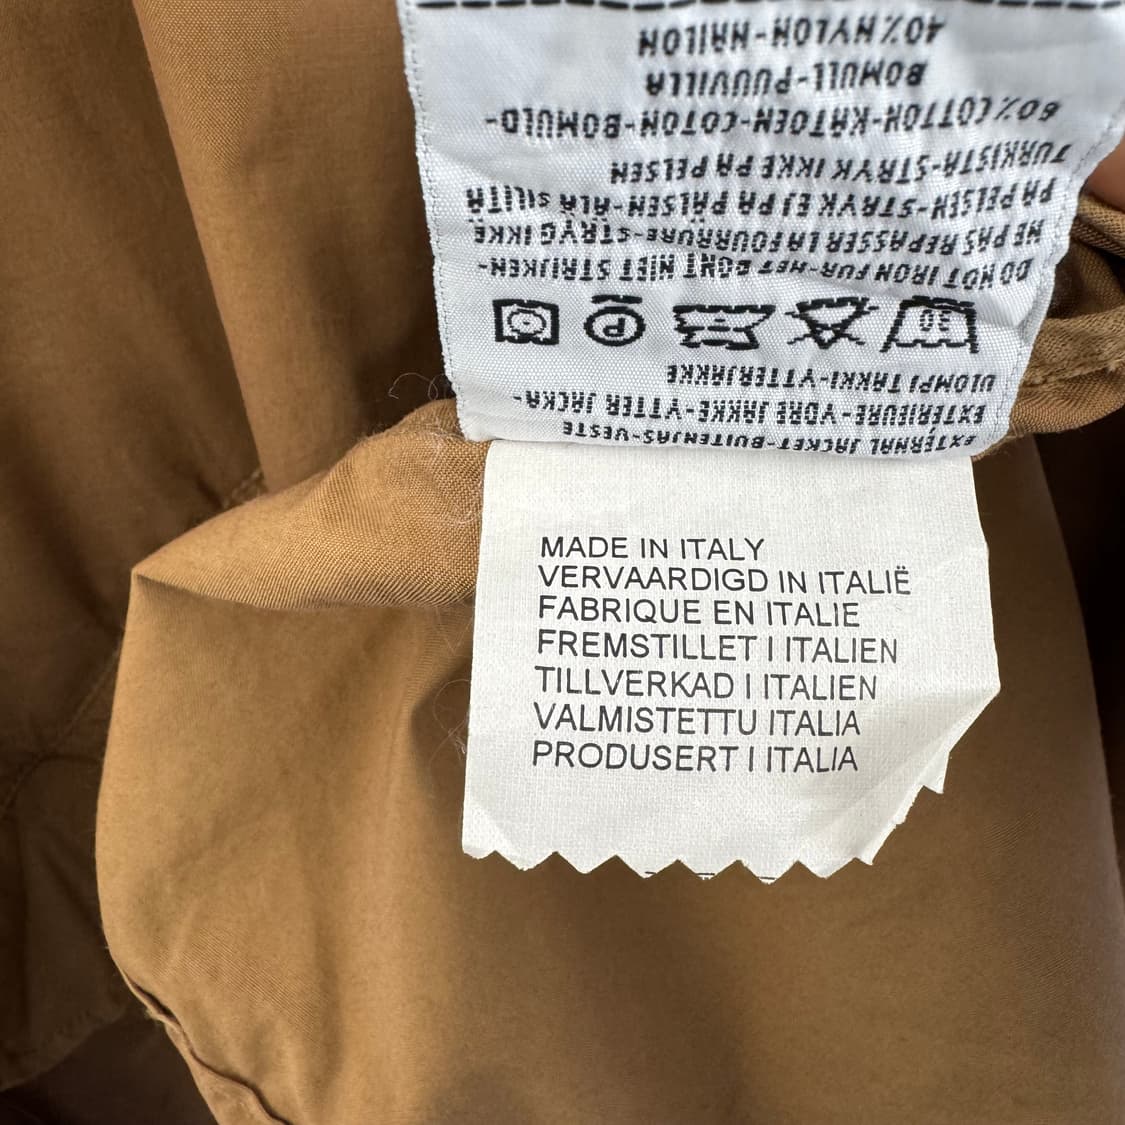 EXTERNAL JACKET-BUITENJAS-VESTE
EXTÉRIEURE-YDRE JAKKE-YTTER JACKA-
ULOMPI TAKKI-YTTERJAKKE
30 P
DO NOT IRON FUR-HET BONT NIET STRIJKEN-
NE PAS REPASSER LA FOURRURE-STRYG IKKE
PÅ PELSEN-STRYK EJ PÅ PÄLSEN-ÄLÄ SILITÄ
TURKISTA-STRYK IKKE PÅ PELSEN
60%COTTON-KATOEN-COTON-BOMULD-
BOMULL-PUUVILLA
40%NYLON-NAILON
MADE IN ITALY
VERVAARDIGD IN ITALIË
FABRIQUE EN ITALIE
FREMSTILLET I ITALIEN
TILLVERKAD I ITALIEN
VALMISTETTU ITALIA
PRODUSERT I ITALIA